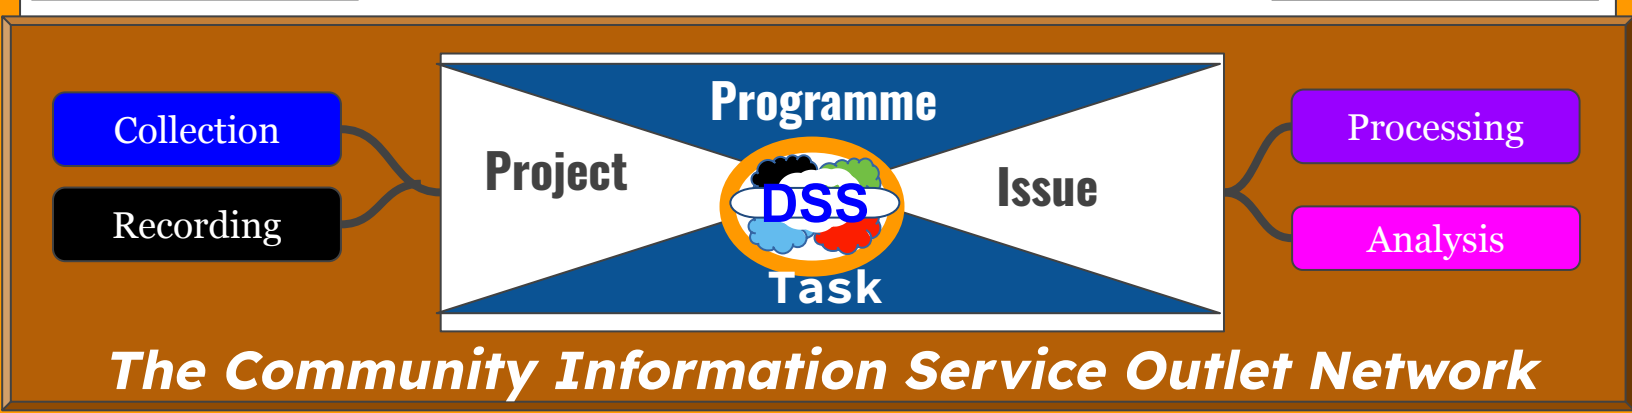 Programme
Collection
Processing
Project
Issue
DSS
Recording
Analysis
Task
The Community Information Service Outlet Network